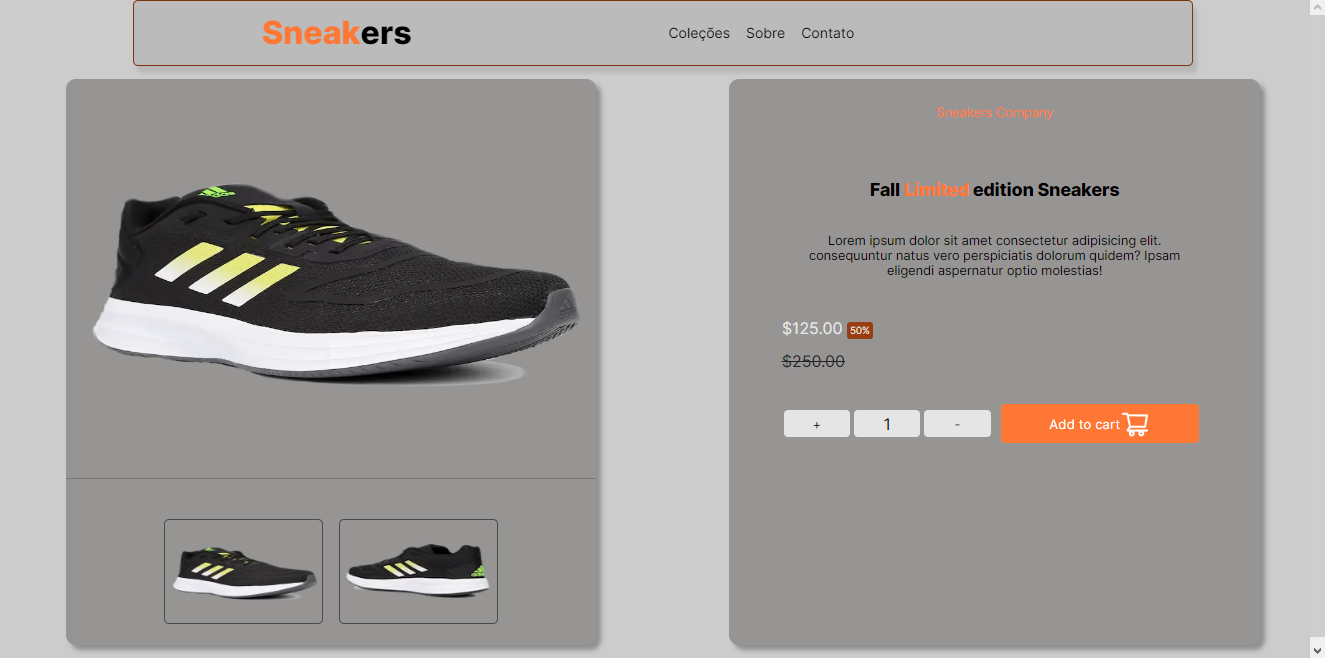 Sneakers
Coleções Sobre Contato
Sneakers Company
Fall Limited edition Sneakers
Lorem ipsum dolor sit amet consectetur adipisicing elit.
consequuntur natus vero perspiciatis dolorum quidem? Ipsam
eligendi aspernatur optio molestias!
$125.00 50%
$250.00
+ 1 - Add to cart